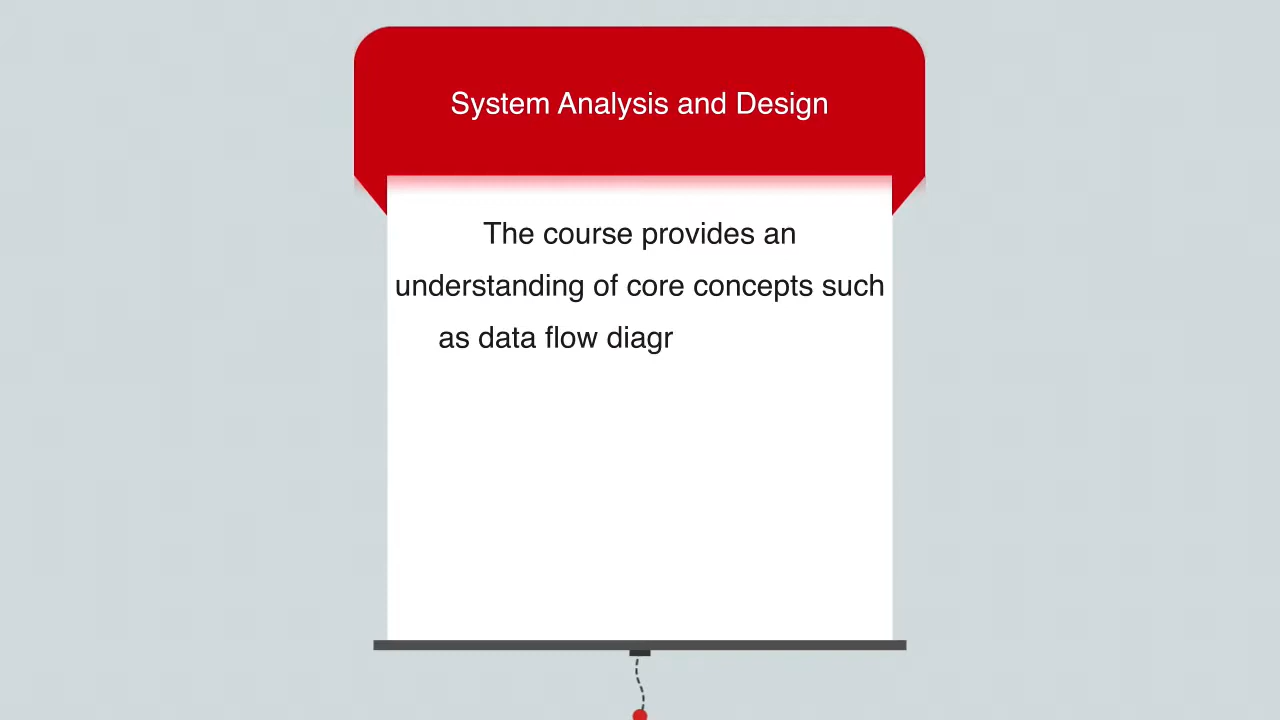 System Analysis and Design
The course provides an
understanding of core concepts such
as data flow diagr